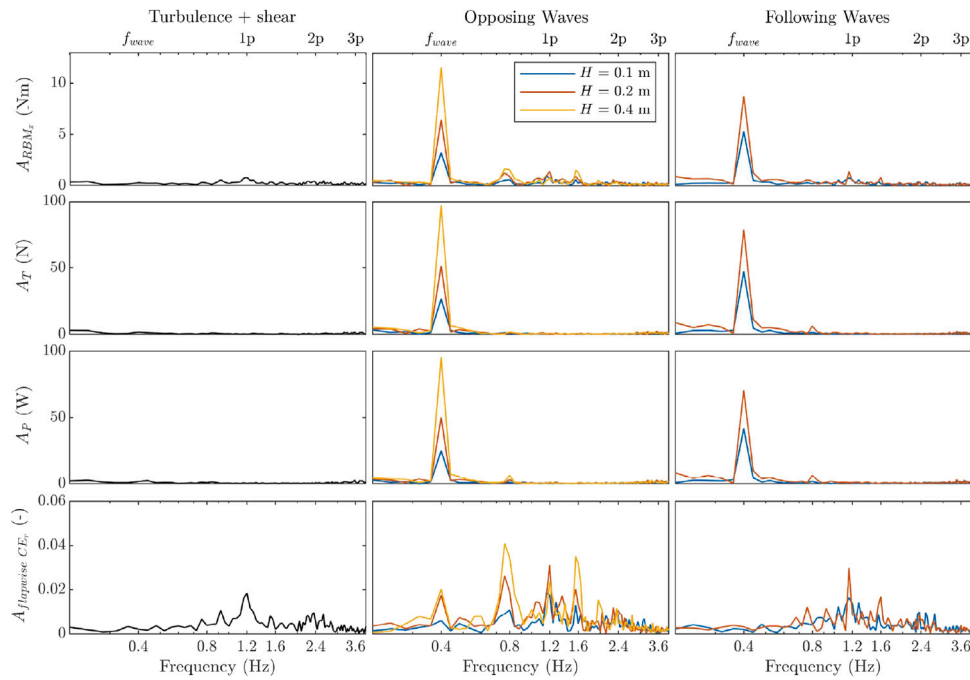 Turbulence + shear
Opposing Waves
Following Waves
f_wave 1p 2p 3p
f_wave 1p 2p 3p
f_wave 1p 2p 3p
H = 0.1 m
H = 0.2 m
H = 0.4 m
A_RBM_x (Nm)
10
5
0
A_T (N)
100
50
0
A_P (W)
100
50
0
A_flapwise CE_r (-)
0.06
0.04
0.02
0
0.4 0.8 1.2 2.4 3.6
0.4 0.8 1.2 1.6 2.4 3.6
0.4 0.8 1.2 1.6 2.4 3.6
Frequency (Hz)
Frequency (Hz)
Frequency (Hz)